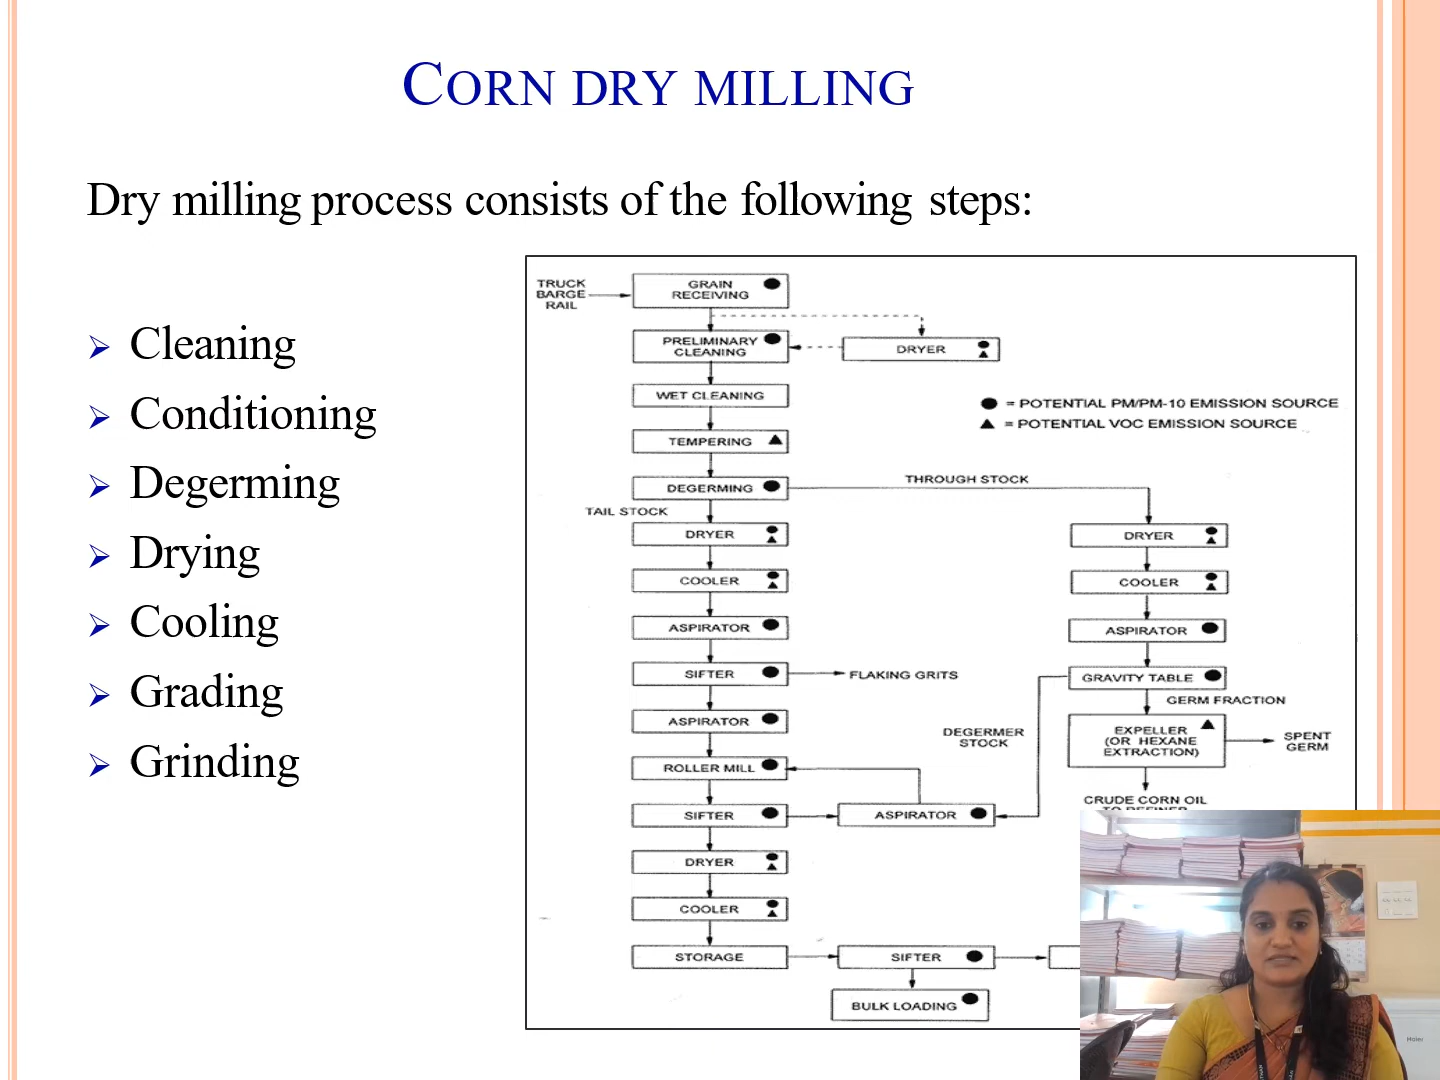 CORN DRY MILLING
Dry milling process consists of the following steps:
Cleaning
Conditioning
Degerming
Drying
Cooling
Grading
Grinding
TRUCK
BARGE
RAIL
GRAIN
RECEIVING
PRELIMINARY
CLEANING
DRYER
WET CLEANING
= POTENTIAL PM/PM-10 EMISSION SOURCE
= POTENTIAL VOC EMISSION SOURCE
TEMPERING
DEGERMING
THROUGH STOCK
TAIL STOCK
DRYER
DRYER
COOLER
COOLER
ASPIRATOR
ASPIRATOR
SIFTER
FLAKING GRITS
GRAVITY TABLE
GERM FRACTION
ASPIRATOR
DEGERMER
STOCK
EXPELLER
(OR HEXANE
EXTRACTION)
SPENT
GERM
ROLLER MILL
CRUDE CORN OIL
SIFTER
ASPIRATOR
DRYER
COOLER
STORAGE
SIFTER
BULK LOADING
Haier